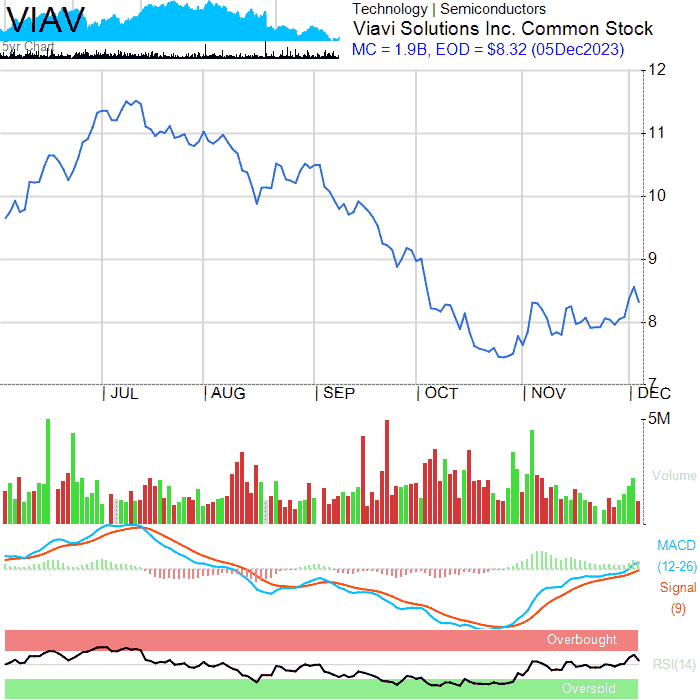 VIAV
5yr Chart
Technology | Semiconductors
Viavi Solutions Inc. Common Stock
MC = 1.9B, EOD = $8.32 (05Dec2023)
12
11
10
9
8
7
JUL AUG SEP OCT NOV DEC
5M
Volume
MACD
(12-26)
Signal
(9)
Overbought
RSI(14)
Oversold